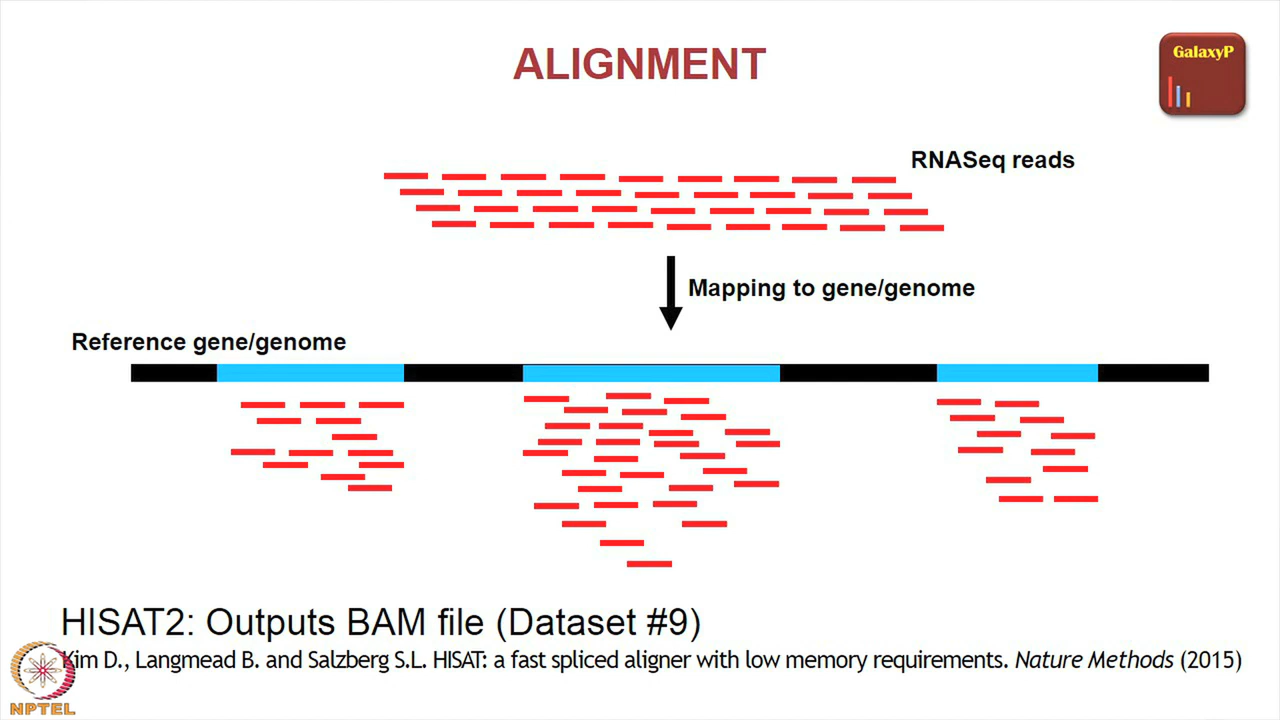 ALIGNMENT
GalaxyP
RNASeq reads
Mapping to gene/genome
Reference gene/genome
HISAT2: Outputs BAM file (Dataset #9)
Kim D., Langmead B. and Salzberg S.L. HISAT: a fast spliced aligner with low memory requirements. Nature Methods (2015)
NPTEL